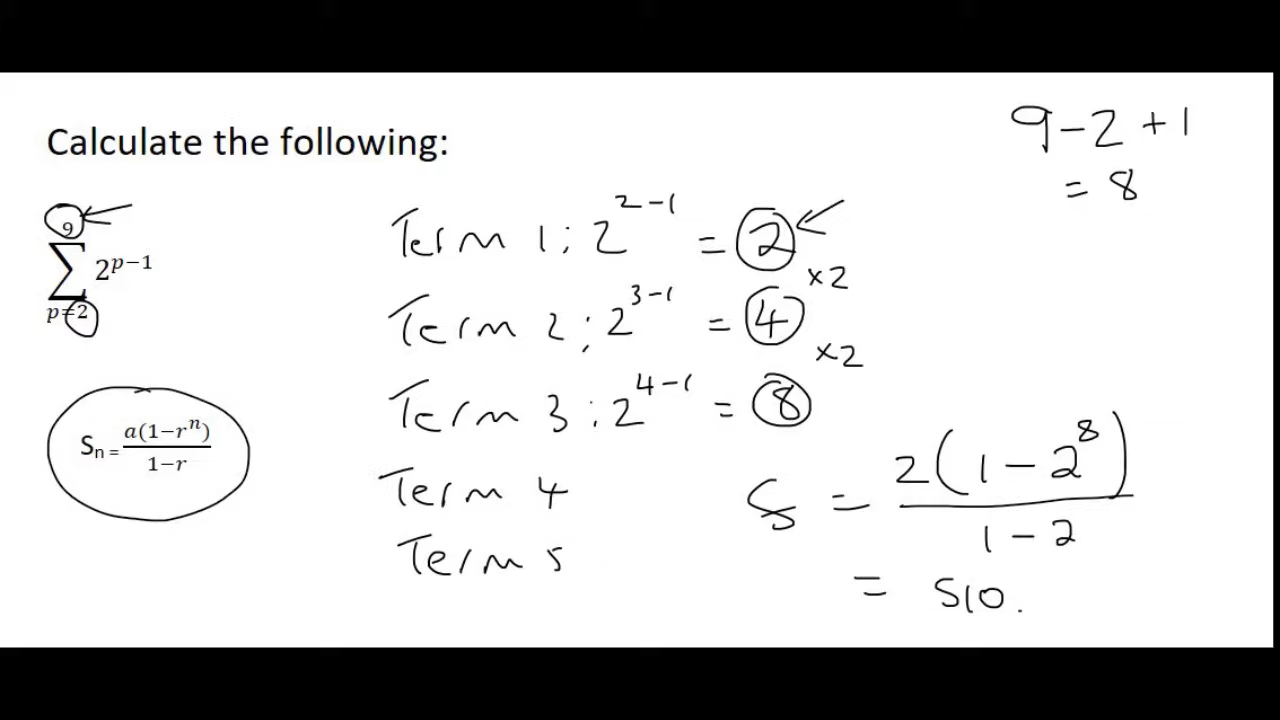 Calculate the following:
9 - 2 + 1
= 8
9
∑ 2^{p−1}
p=2
Term 1 : 2^{2-1} = 2
×2
Term 2 : 2^{3-1} = 4
×2
Term 3 : 2^{4-1} = 8
Term 4
Term 5
S_n = a(1−r^n)/1−r
S_8 = 2(1 - 2^8)/1 - 2
= 510.